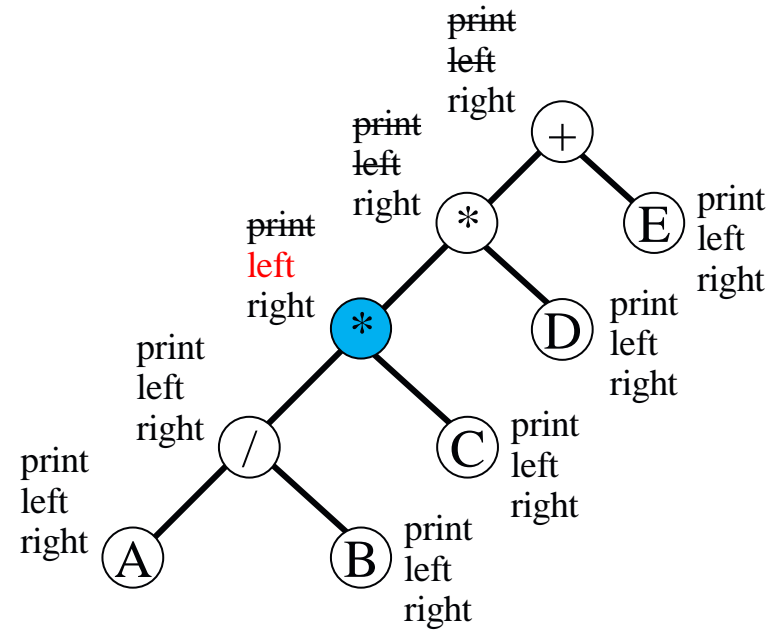 print
left
right
+
print
left
right
*
E
print
left
right
print
left
right
*
D
print
left
right
print
left
right
/
C
print
left
right
print
left
right
A
B
print
left
right